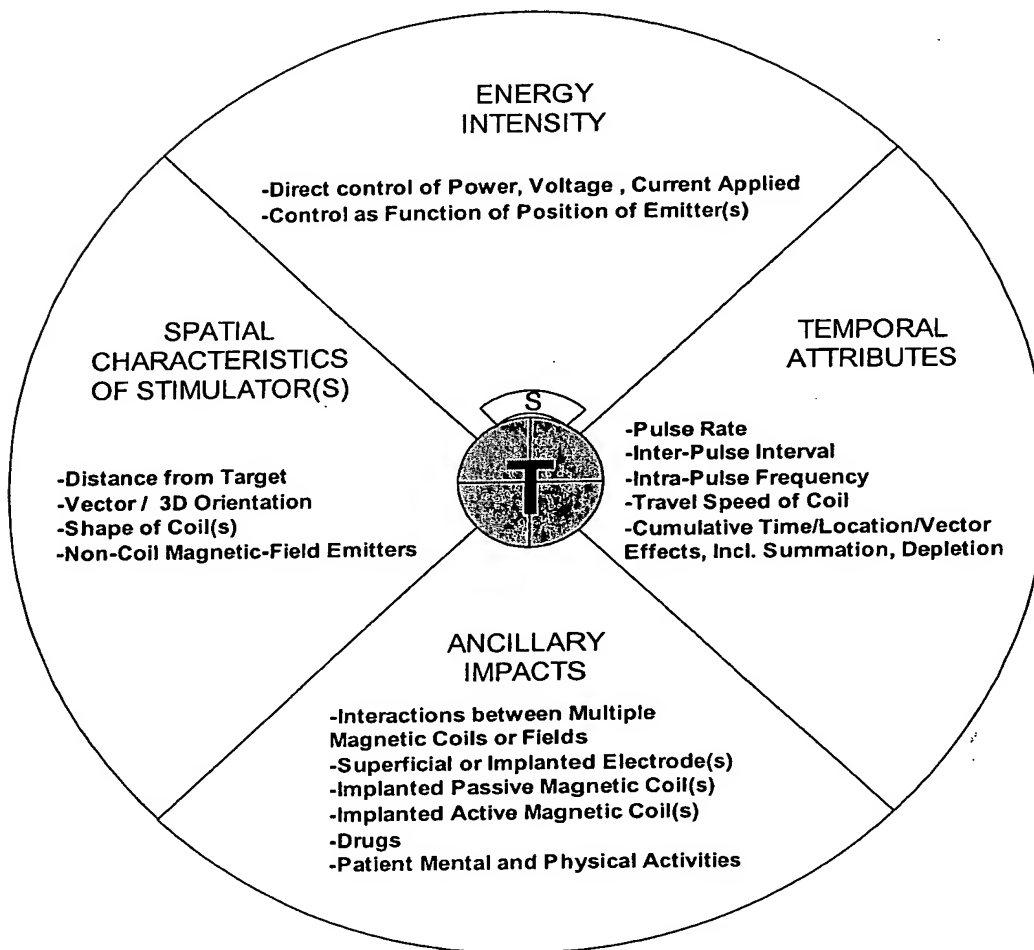 ENERGY
INTENSITY
-Direct control of Power, Voltage , Current Applied
-Control as Function of Position of Emitter(s)
SPATIAL
CHARACTERISTICS
OF STIMULATOR(S)
-Distance from Target
-Vector / 3D Orientation
-Shape of Coil(s)
-Non-Coil Magnetic-Field Emitters
TEMPORAL
ATTRIBUTES
-Pulse Rate
-Inter-Pulse Interval
-Intra-Pulse Frequency
-Travel Speed of Coil
-Cumulative Time/Location/Vector
Effects, Incl. Summation, Depletion
S
T
ANCILLARY
IMPACTS
-Interactions between Multiple
Magnetic Coils or Fields
-Superficial or Implanted Electrode(s)
-Implanted Passive Magnetic Coil(s)
-Implanted Active Magnetic Coil(s)
-Drugs
-Patient Mental and Physical Activities